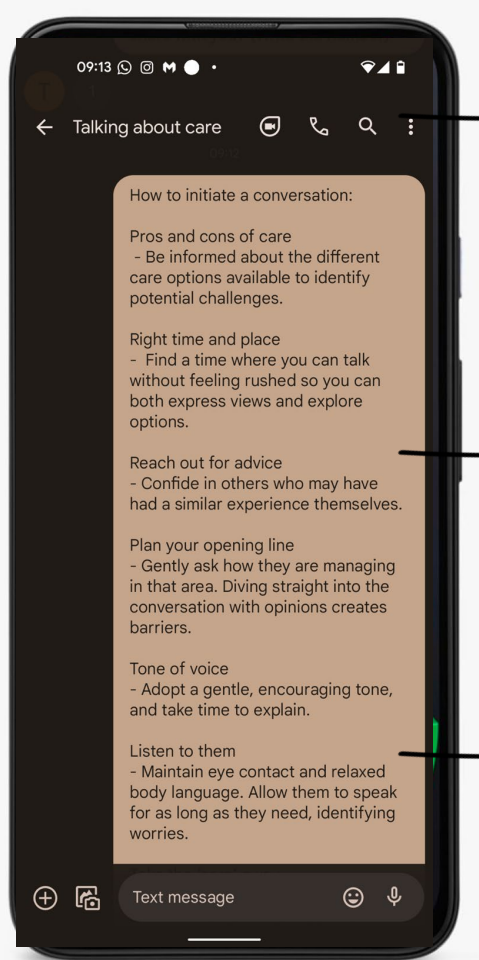 09:13
Talking about care
09:12
How to initiate a conversation:
Pros and cons of care
- Be informed about the different
care options available to identify
potential challenges.
Right time and place
- Find a time where you can talk
without feeling rushed so you can
both express views and explore
options.
Reach out for advice
- Confide in others who may have
had a similar experience themselves.
Plan your opening line
- Gently ask how they are managing
in that area. Diving straight into the
conversation with opinions creates
barriers.
Tone of voice
- Adopt a gentle, encouraging tone,
and take time to explain.
Listen to them
- Maintain eye contact and relaxed
body language. Allow them to speak
for as long as they need, identifying
worries.
Text message